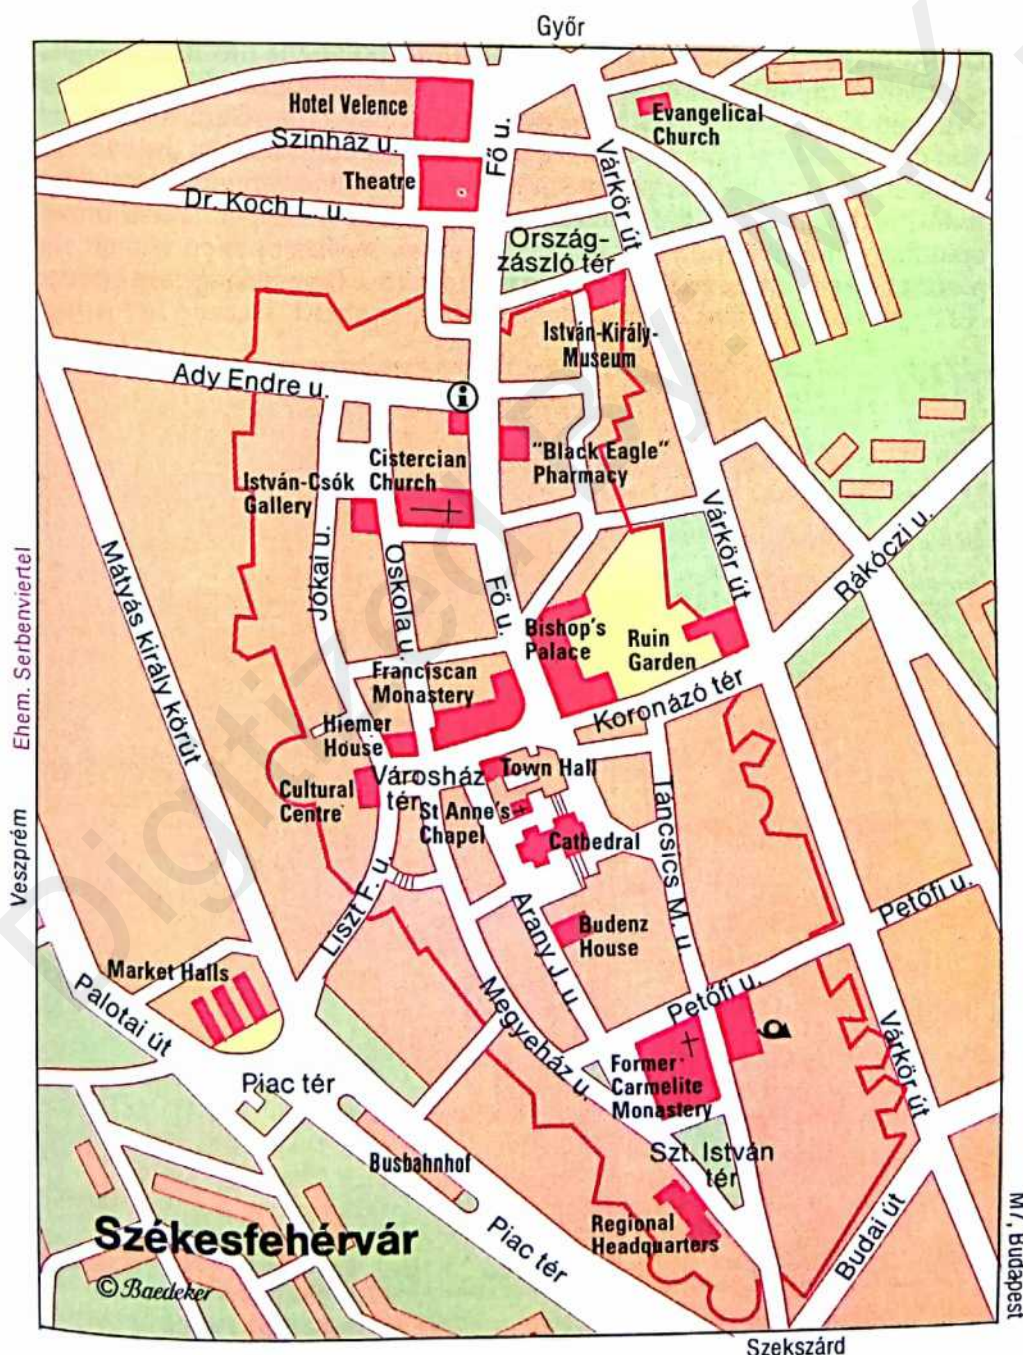 Győr
Hotel Velence
Színház u.
Theatre
Dr. Koch L. u.
Fő u.
Evangelical
Church
Várkör út
Ország-
zászló tér
István-Király-
Museum
Ady Endre u.
i
"Black Eagle"
Pharmacy
Cistercian
Church
István-Csók
Gallery
Jókai u.
Oskola u.
Fő u.
Várkör út
Rákóczi u.
Mátyás király körút
Ehem. Serbenviertel
Veszprém
Bishop's
Palace
Ruin
Garden
Koronázó tér
Franciscan
Monastery
Hiemer
House
Cultural
Centre
Városház
tér
Town Hall
St Anne's
Chapel
Cathedral
Táncsics M. u.
Liszt F. u.
Arany J. u.
Budenz
House
Petőfi u.
Petőfi u.
Market Halls
Palotai út
Megyeház u.
Várkör út
Former
Carmelite
Monastery
Piac tér
Szt. István
tér
Busbahnhof
Regional
Headquarters
Piac tér
Budai út
M7, Budapest
Székesfehérvár
© Baedeker
Szekszárd
Digitized by: M.Y.